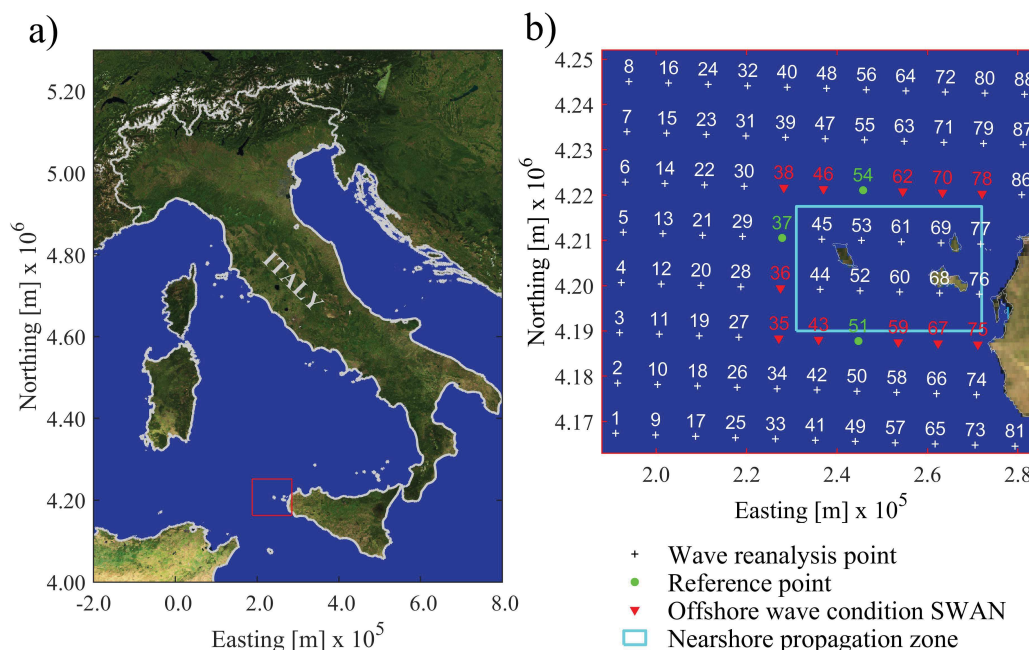 a)
5.20
5.00
4.80
4.60
4.40
4.20
4.00
Northing [m] x 10⁶
ITALY
-2.0 0.0 2.0 4.0 6.0 8.0
Easting [m] x 10⁵
b)
4.25
4.24
4.23
4.22
4.21
4.20
4.19
4.18
4.17
Northing [m] x 10⁶
8 16 24 32 40 48 56 64 72 80 88
7 15 23 31 39 47 55 63 71 79 87
6 14 22 30 38 46 54 62 70 78 86
5 13 21 29 37 45 53 61 69 77
4 12 20 28 36 44 52 60 68 76
3 11 19 27 35 43 51 59 67 75
2 10 18 26 34 42 50 58 66 74
1 9 17 25 33 41 49 57 65 73 81
2.0 2.2 2.4 2.6 2.8
Easting [m] x 10⁵
Wave reanalysis point
Reference point
Offshore wave condition SWAN
Nearshore propagation zone